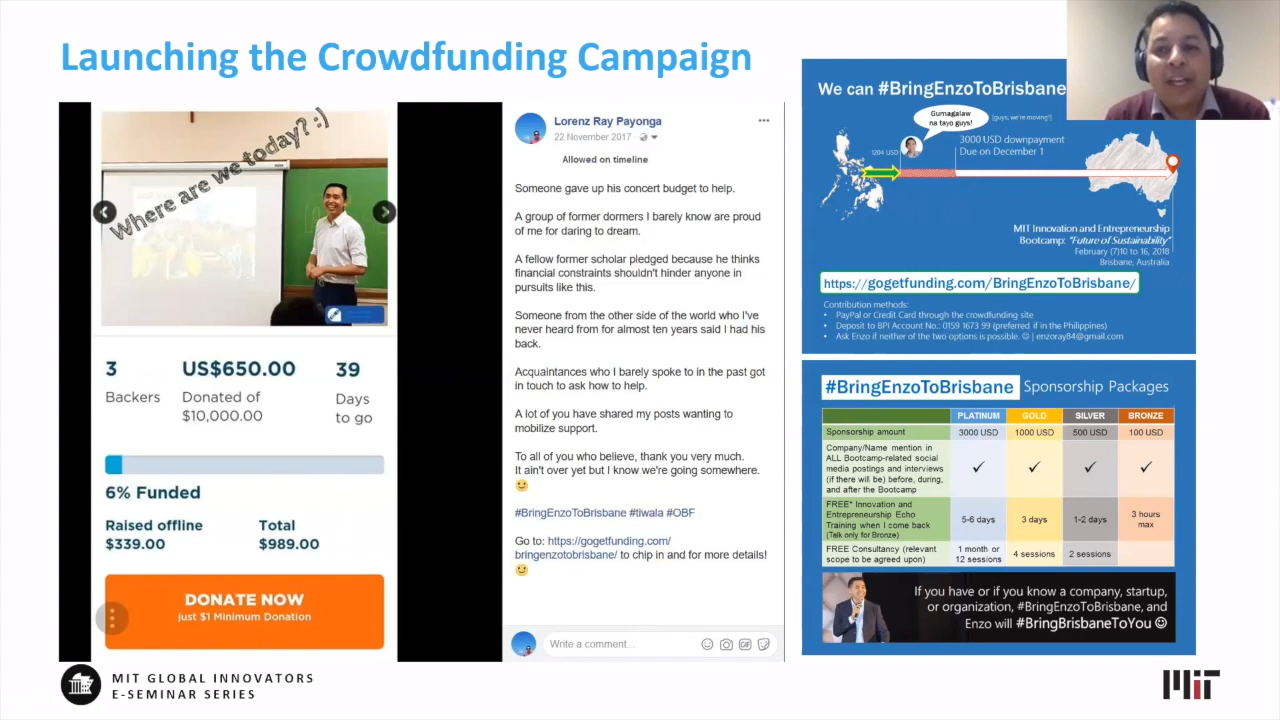 Launching the Crowdfunding Campaign
Where are we today? :)
3
Backers
US$650.00
Donated of
$10,000.00
39
Days
to go
6% Funded
Raised offline
$339.00
Total
$989.00
DONATE NOW
just $1 Minimum Donation
Lorenz Ray Payonga
22 November 2017
Allowed on timeline
Someone gave up his concert budget to help.
A group of former dormers I barely know are proud
of me for daring to dream.
A fellow former scholar pledged because he thinks
financial constraints shouldn't hinder anyone in
pursuits like this.
Someone from the other side of the world who I've
never heard from for almost ten years said I had his
back.
Acquaintances who I barely spoke to in the past got
in touch to ask how to help.
A lot of you have shared my posts wanting to
mobilize support.
To all of you who believe, thank you very much.
It ain't over yet but I know we're going somewhere.
#BringEnzoToBrisbane #tiwala #OBF
Go to: https://gogetfunding.com/
bringenzotobrisbane/ to chip in and for more details!
Write a comment...
GIF
We can #BringEnzoToBrisbane
Gumagalaw
na tayo guys!
[guys, we're moving!]
1204 USD
3000 USD downpayment
Due on December 1
MIT Innovation and Entrepreneurship
Bootcamp: "Future of Sustainability"
February (7)10 to 16, 2018
Brisbane, Australia
https://gogetfunding.com/BringEnzoToBrisbane/
Contribution methods:
• PayPal or Credit Card through the crowdfunding site
• Deposit to BPI Account No.: 0159 1673 99 (preferred if in the Philippines)
• Ask Enzo if neither of the two options is possible. ☺ | enzoray84@gmail.com
#BringEnzoToBrisbane Sponsorship Packages
PLATINUM GOLD SILVER BRONZE
Sponsorship amount 3000 USD 1000 USD 500 USD 100 USD
Company/Name mention in
ALL Bootcamp-related social
media postings and interviews
(if there will be) before, during,
and after the Bootcamp
✓ ✓ ✓ ✓
FREE* Innovation and
Entrepreneurship Echo
Training when I come back
(Talk only for Bronze)
5-6 days 3 days 1-2 days 3 hours
max
FREE Consultancy (relevant
scope to be agreed upon)
1 month or
12 sessions
4 sessions 2 sessions
If you have or if you know a company, startup,
or organization, #BringEnzoToBrisbane, and
Enzo will #BringBrisbaneToYou ☺
MIT GLOBAL INNOVATORS
E-SEMINAR SERIES
MIT